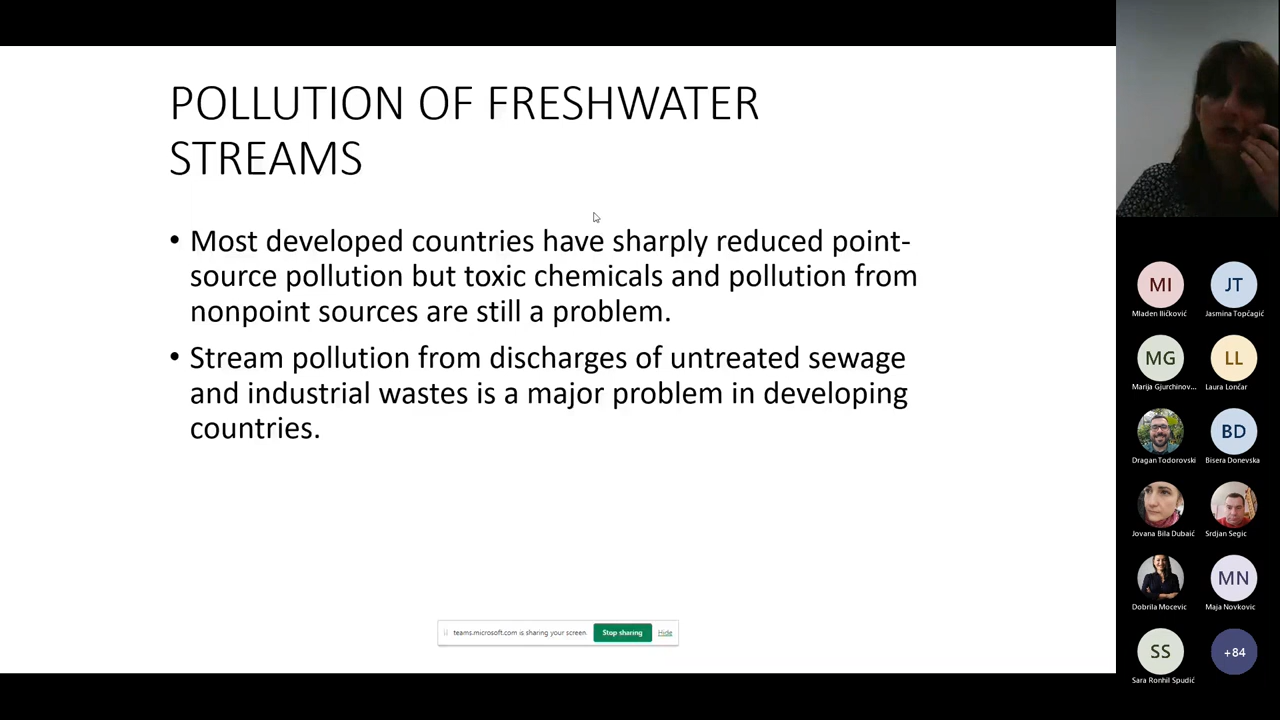 POLLUTION OF FRESHWATER
STREAMS
• Most developed countries have sharply reduced point-
source pollution but toxic chemicals and pollution from
nonpoint sources are still a problem.
• Stream pollution from discharges of untreated sewage
and industrial wastes is a major problem in developing
countries.
teams.microsoft.com is sharing your screen. Stop sharing Hide
MI JT
Mladen Iličković Jasmina Topčagić
MG LL
Marija Gjurchinov... Laura Lončar
BD
Dragan Todorovski Bisera Donevska
Jovana Bila Dubaić Srdjan Segic
MN
Dobrila Mocevic Maja Novkovic
SS +84
Sara Ronhil Spudić